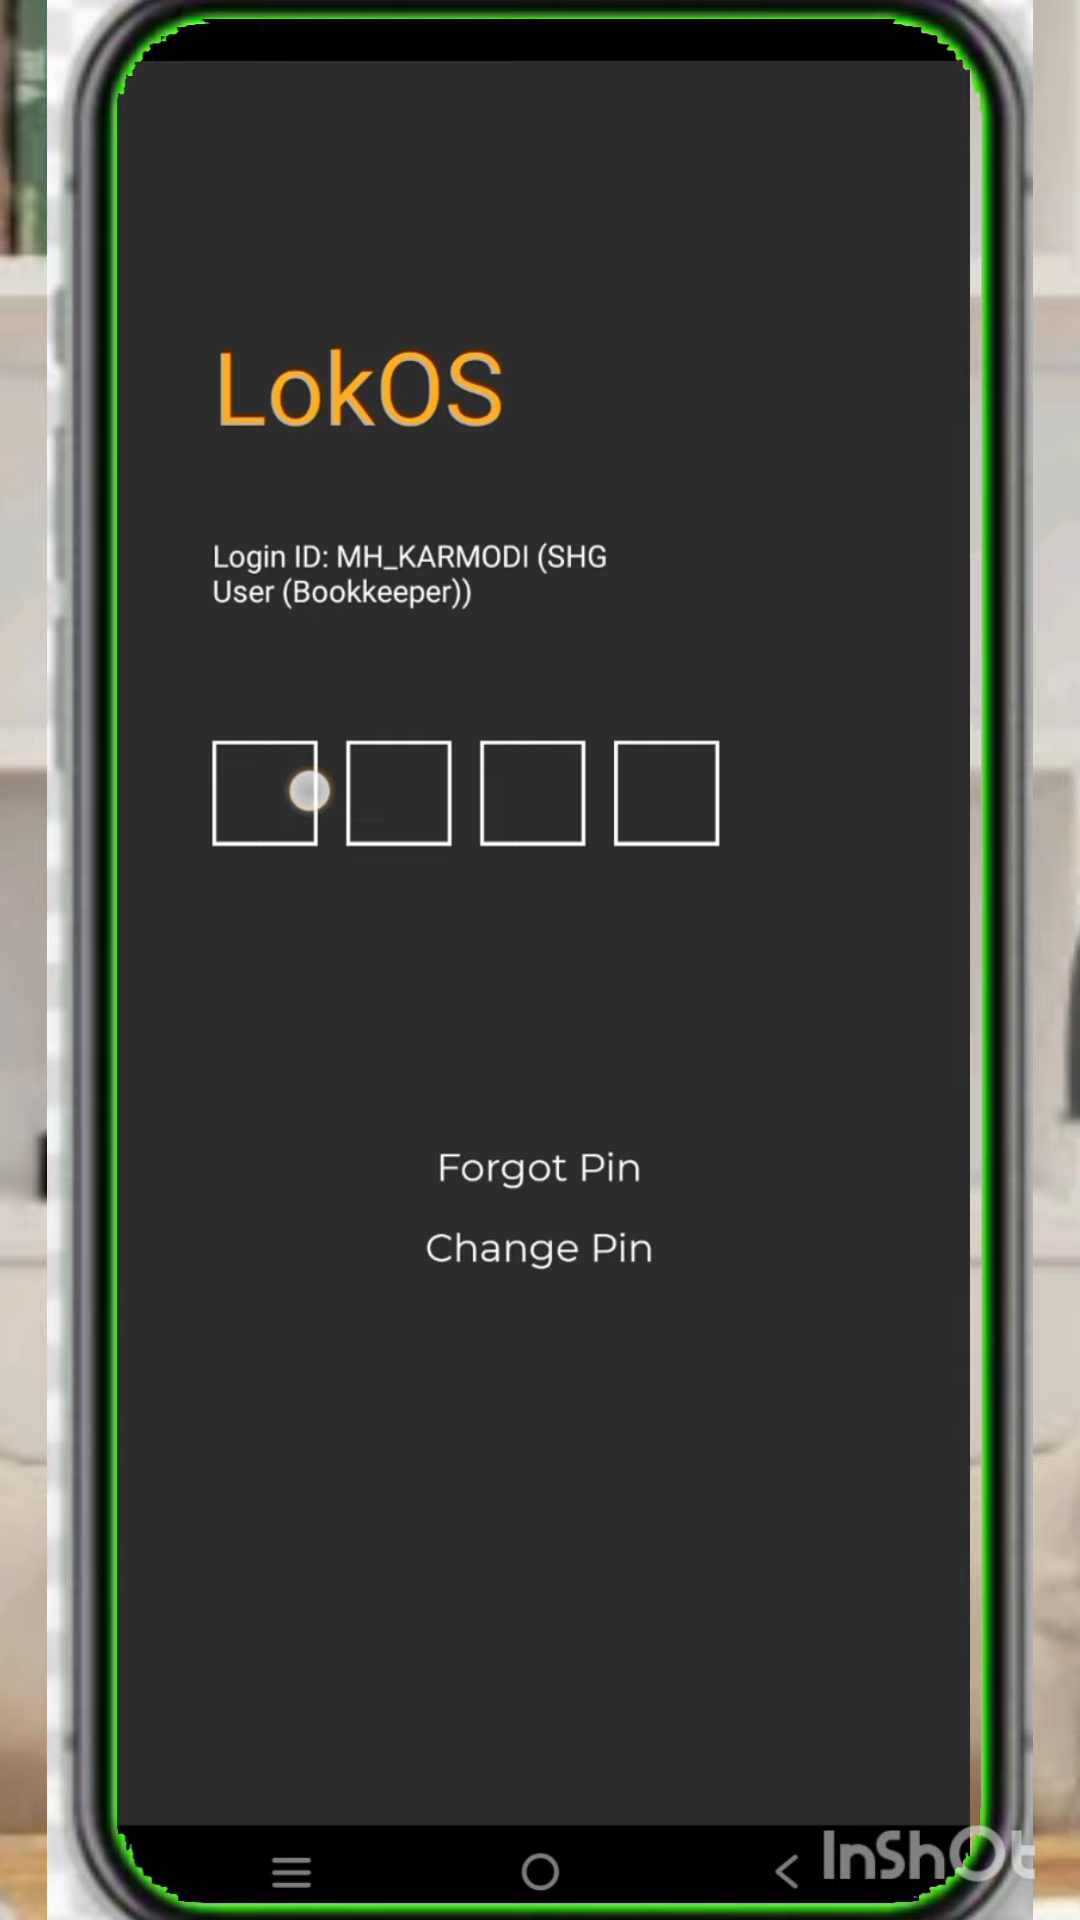 LokOS
Login ID: MH_KARMODI (SHG
User (Bookkeeper))
Forgot Pin
Change Pin
InShOt